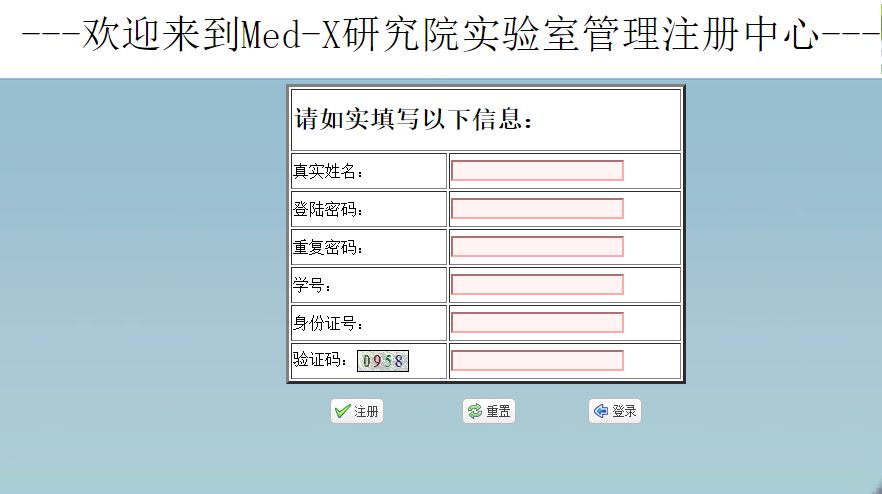 ---欢迎来到Med-X研究院实验室管理注册中心---
请如实填写以下信息：
真实姓名：
登陆密码：
重复密码：
学号：
身份证号：
验证码： 0958
注册 重置 登录